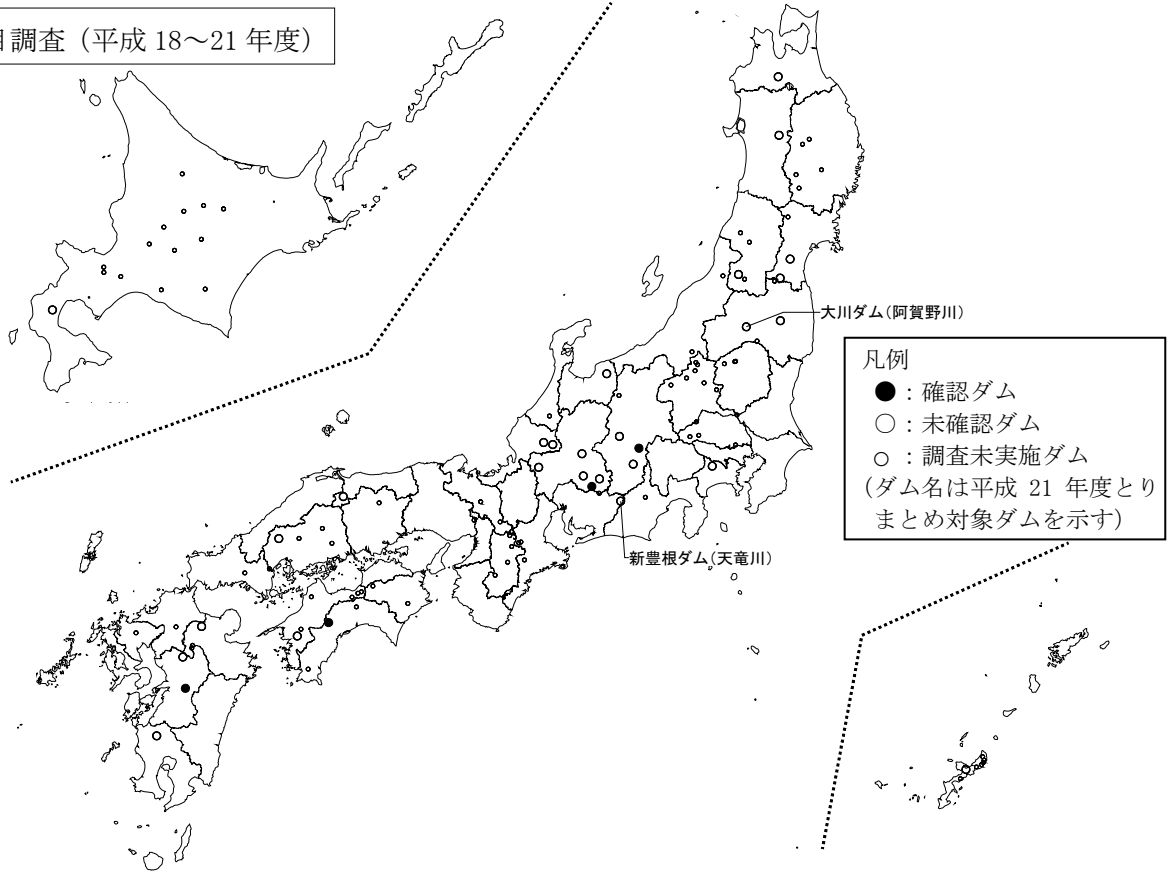 調査（平成 18～21 年度）
大川ダム（阿賀野川）
凡例
●：確認ダム
○：未確認ダム
○：調査未実施ダム
（ダム名は平成 21 年度とり
まとめ対象ダムを示す）
新豊根ダム（天竜川）